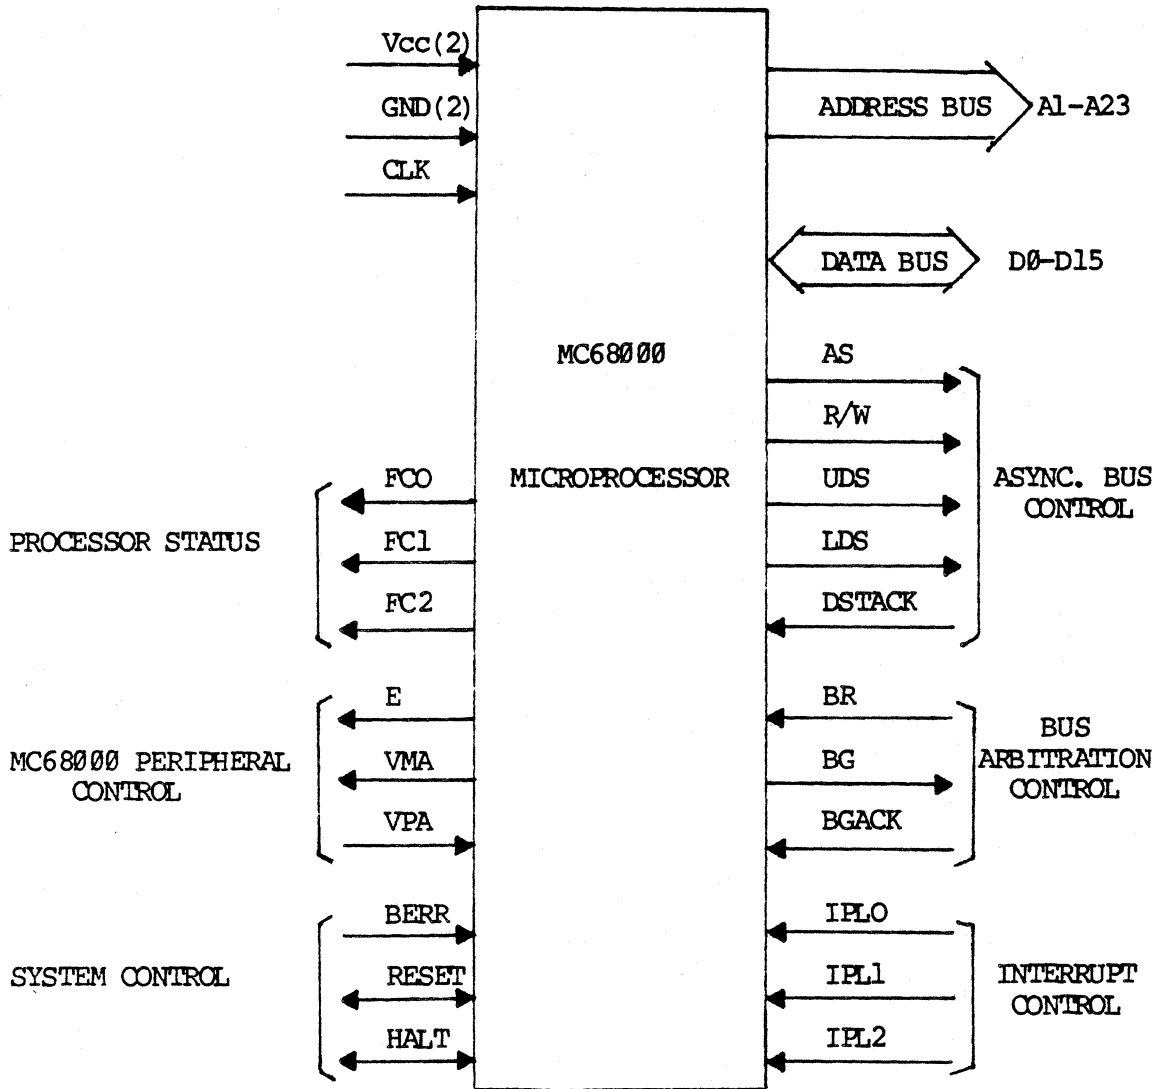 Vcc(2)
GND(2)
CLK
ADDRESS BUS A1-A23
DATA BUS DØ-D15
MC68ØØØ
MICROPROCESSOR
AS
R/W
UDS
LDS
DSTACK
ASYNC. BUS
CONTROL
FC0
FC1
FC2
PROCESSOR STATUS
E
VMA
VPA
MC68ØØØ PERIPHERAL
CONTROL
BR
BG
BGACK
BUS
ARBITRATION
CONTROL
BERR
RESET
HALT
SYSTEM CONTROL
IPL0
IPL1
IPL2
INTERRUPT
CONTROL